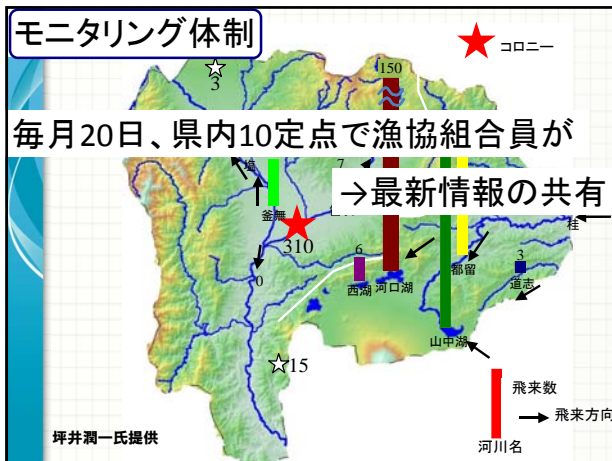 モニタリング体制
コロニー
3
150
毎月20日、県内10定点で漁協組合員が
塩
7
→最新情報の共有
釜無
310
6
桂
0
西湖
河口湖
都留
3
道志
山中湖
15
飛来数
飛来方向
河川名
坪井潤一氏提供